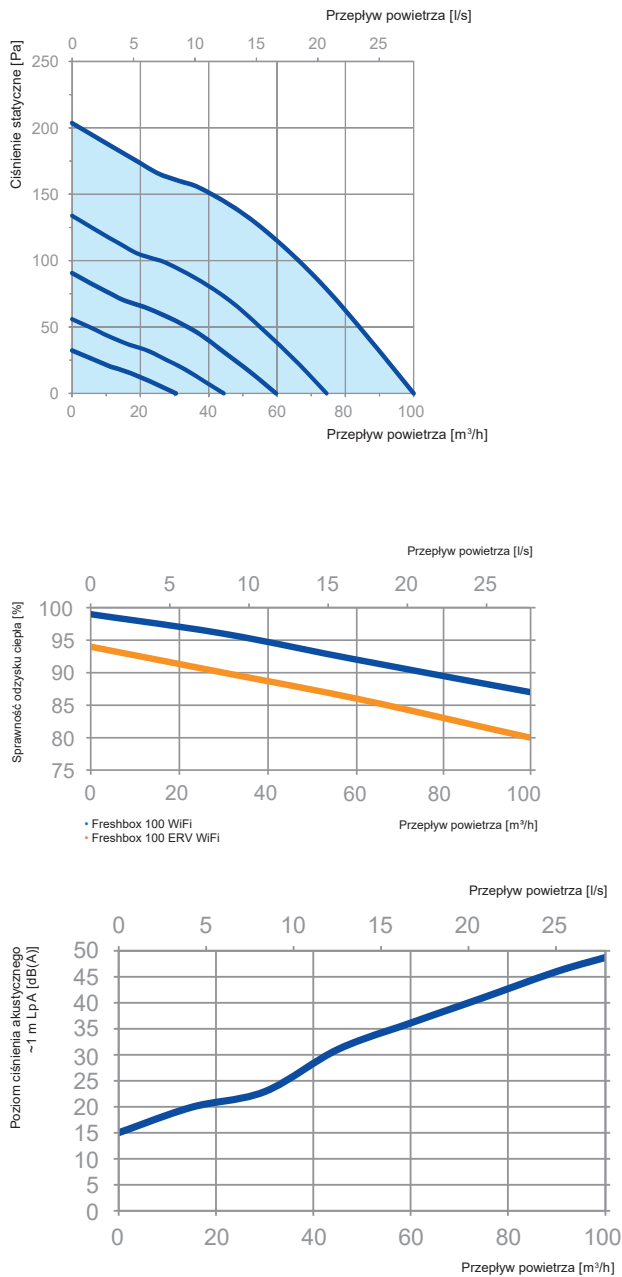 Przepływ powietrza [l/s]
0 5 10 15 20 25
Ciśnienie statyczne [Pa]
250
200
150
100
50
0
0 20 40 60 80 100
Przepływ powietrza [m³/h]
Przepływ powietrza [l/s]
0 5 10 15 20 25
Sprawność odzysku ciepła [%]
100
95
90
85
80
75
0 20 40 60 80 100
• Freshbox 100 WiFi
• Freshbox 100 ERV WiFi
Przepływ powietrza [m³/h]
Przepływ powietrza [l/s]
0 5 10 15 20 25
Poziom ciśnienia akustycznego
~1 m LpA [dB(A)]
50
45
40
35
30
25
20
15
10
5
0
0 20 40 60 80 100
Przepływ powietrza [m³/h]